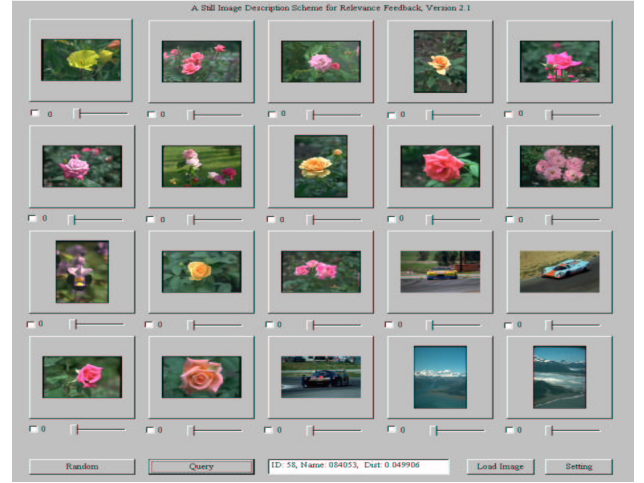 A Still Image Description Scheme for Relevance Feedback, Version 2.1
0 0 0 0 0
0 0 0 0 0
0 0 0 0 0
0 0 0 0 0
Random Query ID: 58, Name: 084053, Dist: 0.049906 Load Image Setting